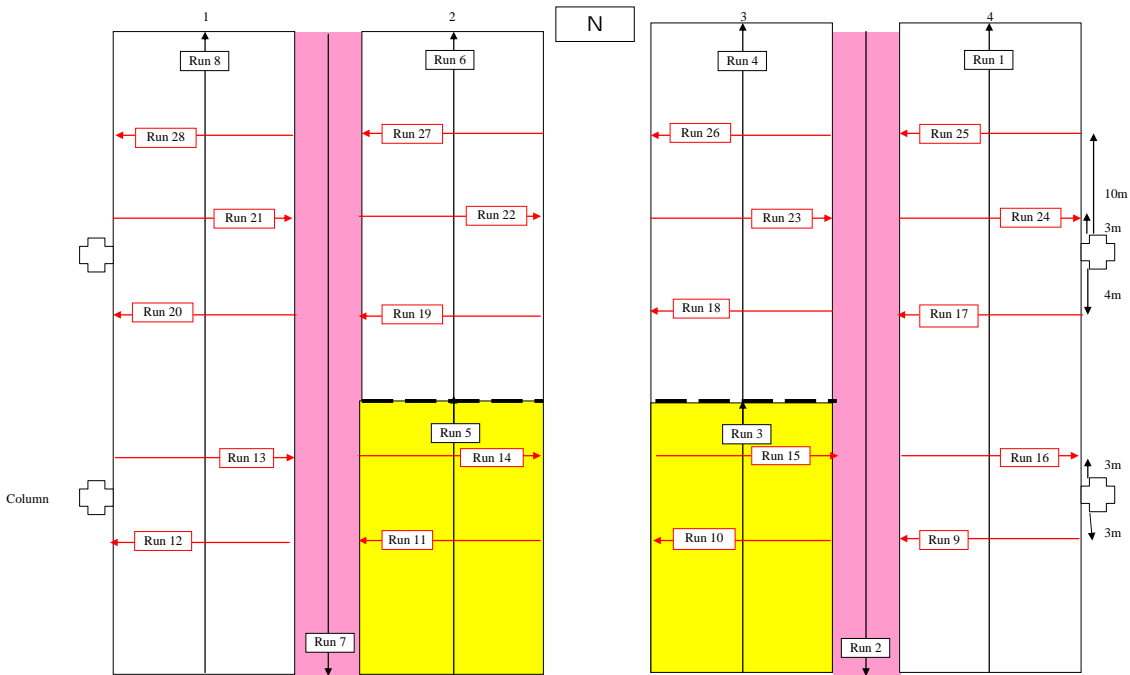 1
2
N
3
4
Run 8
Run 6
Run 4
Run 1
Run 28
Run 27
Run 26
Run 25
10m
Run 21
Run 22
Run 23
Run 24
3m
Run 20
Run 19
Run 18
Run 17
4m
Run 5
Run 3
Run 13
Run 14
Run 15
Run 16
3m
Column
Run 12
Run 11
Run 10
Run 9
3m
Run 7
Run 2